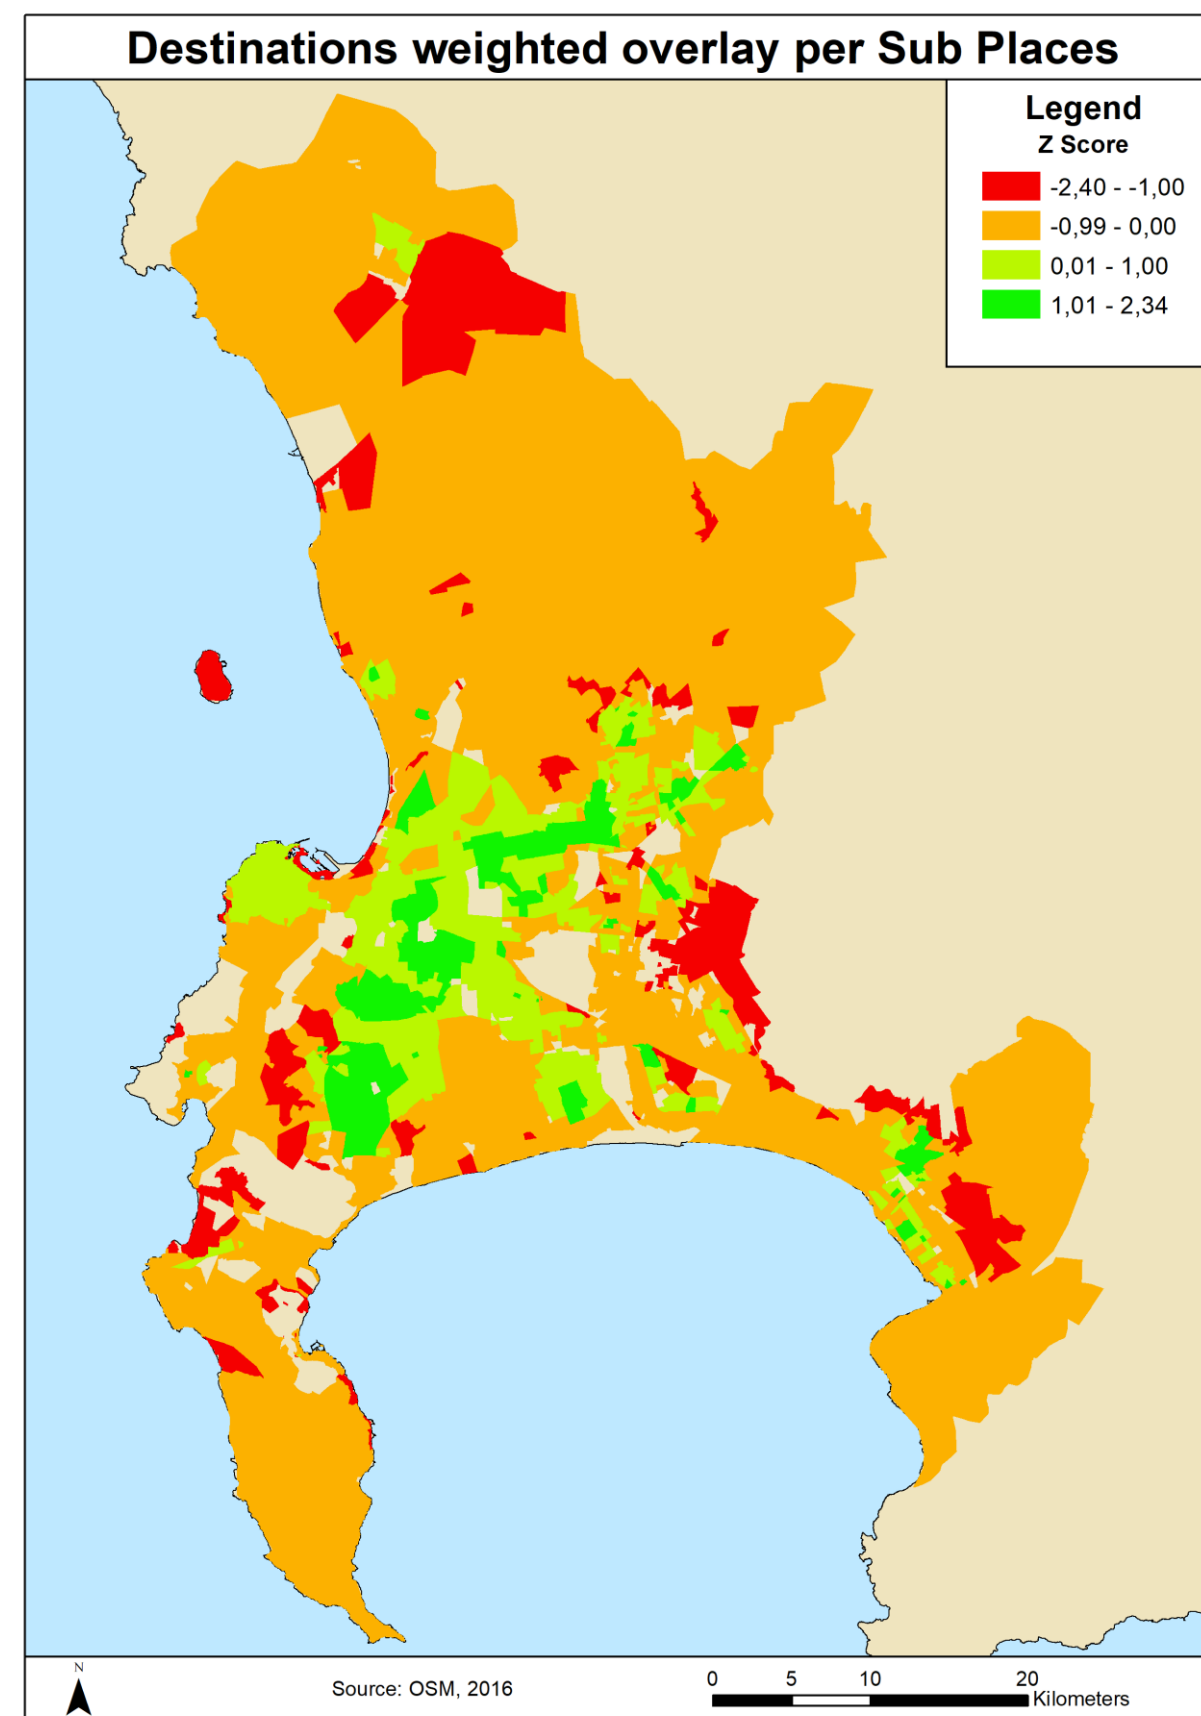 Destinations weighted overlay per Sub Places
Legend
Z Score
-2,40 - -1,00
-0,99 - 0,00
0,01 - 1,00
1,01 - 2,34
N
Source: OSM, 2016
0 5 10 20
Kilometers